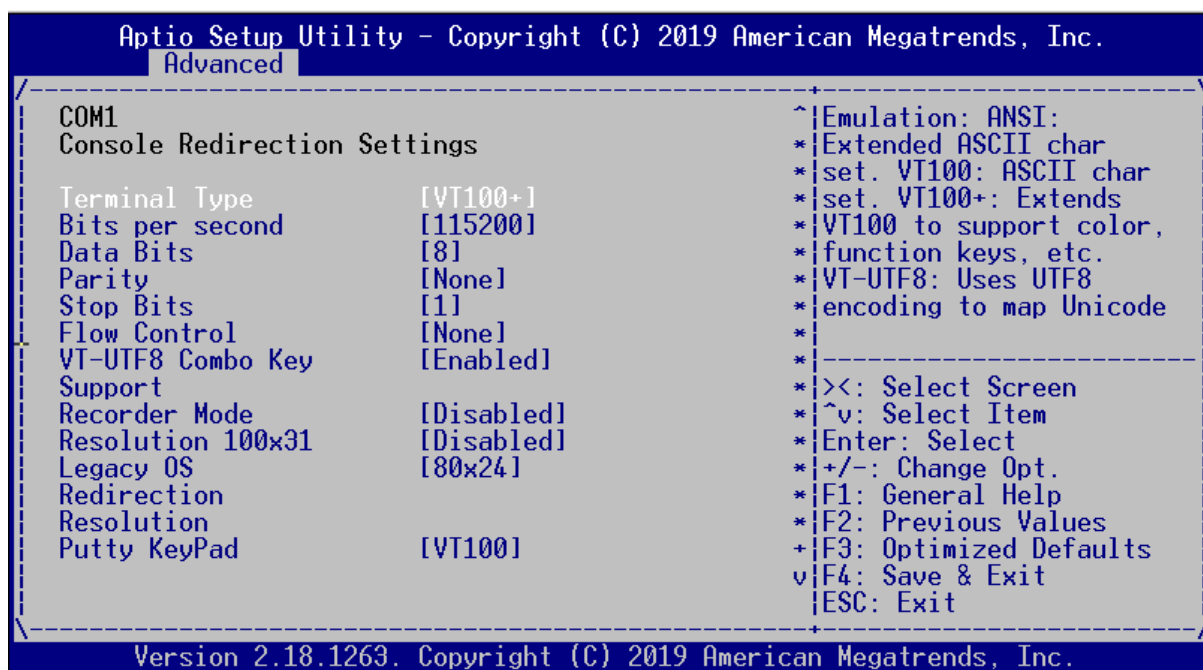 Aptio Setup Utility - Copyright (C) 2019 American Megatrends, Inc.
Advanced
COM1
Console Redirection Settings
Terminal Type [VT100+]
Bits per second [115200]
Data Bits [8]
Parity [None]
Stop Bits [1]
Flow Control [None]
VT-UTF8 Combo Key [Enabled]
Support
Recorder Mode [Disabled]
Resolution 100x31 [Disabled]
Legacy OS [80x24]
Redirection
Resolution
Putty KeyPad [VT100]
Emulation: ANSI:
Extended ASCII char
set. VT100: ASCII char
set. VT100+: Extends
VT100 to support color,
function keys, etc.
VT-UTF8: Uses UTF8
encoding to map Unicode
><: Select Screen
^v: Select Item
Enter: Select
+/-: Change Opt.
F1: General Help
F2: Previous Values
F3: Optimized Defaults
F4: Save & Exit
ESC: Exit
Version 2.18.1263. Copyright (C) 2019 American Megatrends, Inc.